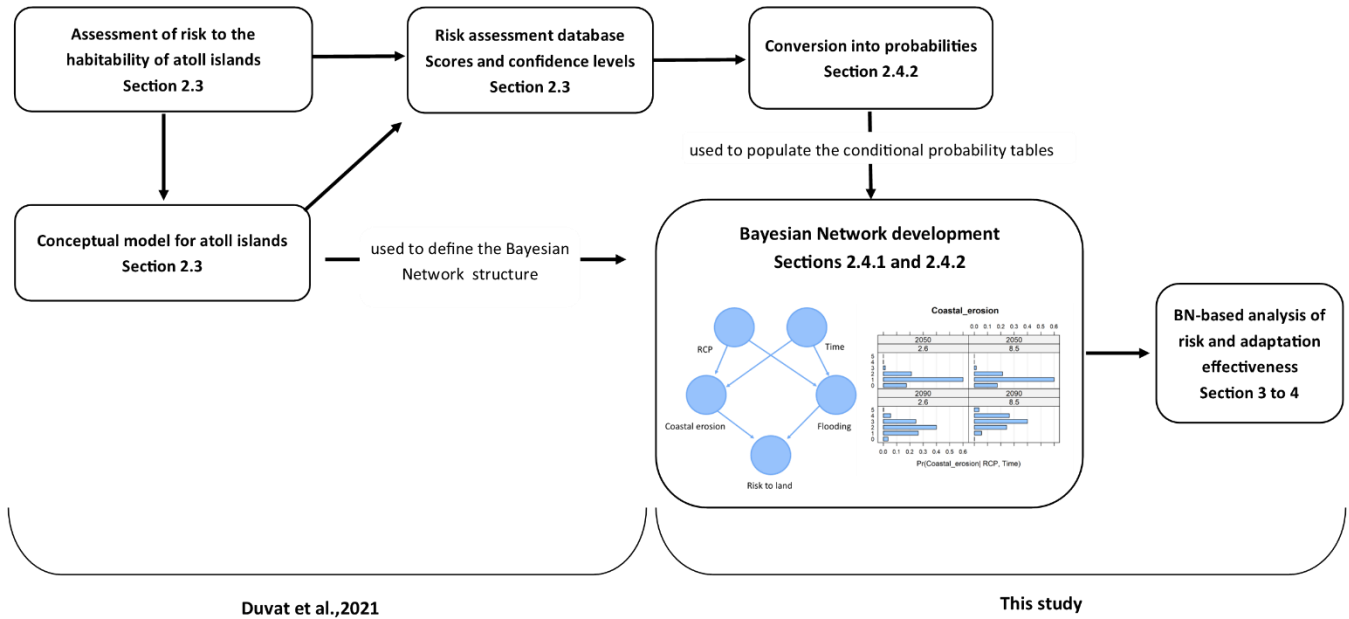 Assessment of risk to the
habitability of atoll islands
Section 2.3
Risk assessment database
Scores and confidence levels
Section 2.3
Conversion into probabilities
Section 2.4.2
used to populate the conditional probability tables
Conceptual model for atoll islands
Section 2.3
used to define the Bayesian
Network structure
Bayesian Network development
Sections 2.4.1 and 2.4.2
RCP
Time
Coastal erosion
Flooding
Risk to land
Coastal_erosion
0.0 0.1 0.2 0.3 0.4 0.5 0.6
2050 2050
2.6 8.5
5
4
3
2
1
0
2090 2090
2.6 8.5
5
4
3
2
1
0
0.0 0.1 0.2 0.3 0.4 0.5 0.6
Pr(Coastal_erosion| RCP, Time)
BN-based analysis of
risk and adaptation
effectiveness
Section 3 to 4
Duvat et al.,2021
This study